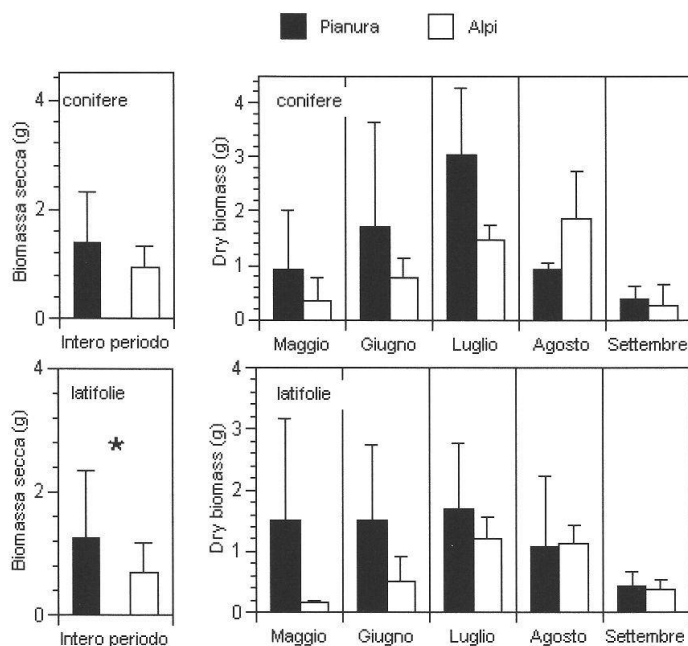 Pianura Alpi
conifere
Biomassa secca (g)
4
2
0
Intero periodo
conifere
Dry biomass (g)
4
3
2
1
0
Maggio Giugno Luglio Agosto Settembre
latifolie
*
Biomassa secca (g)
4
2
0
Intero periodo
latifolie
Dry biomass (g)
4
3
2
1
0
Maggio Giugno Luglio Agosto Settembre